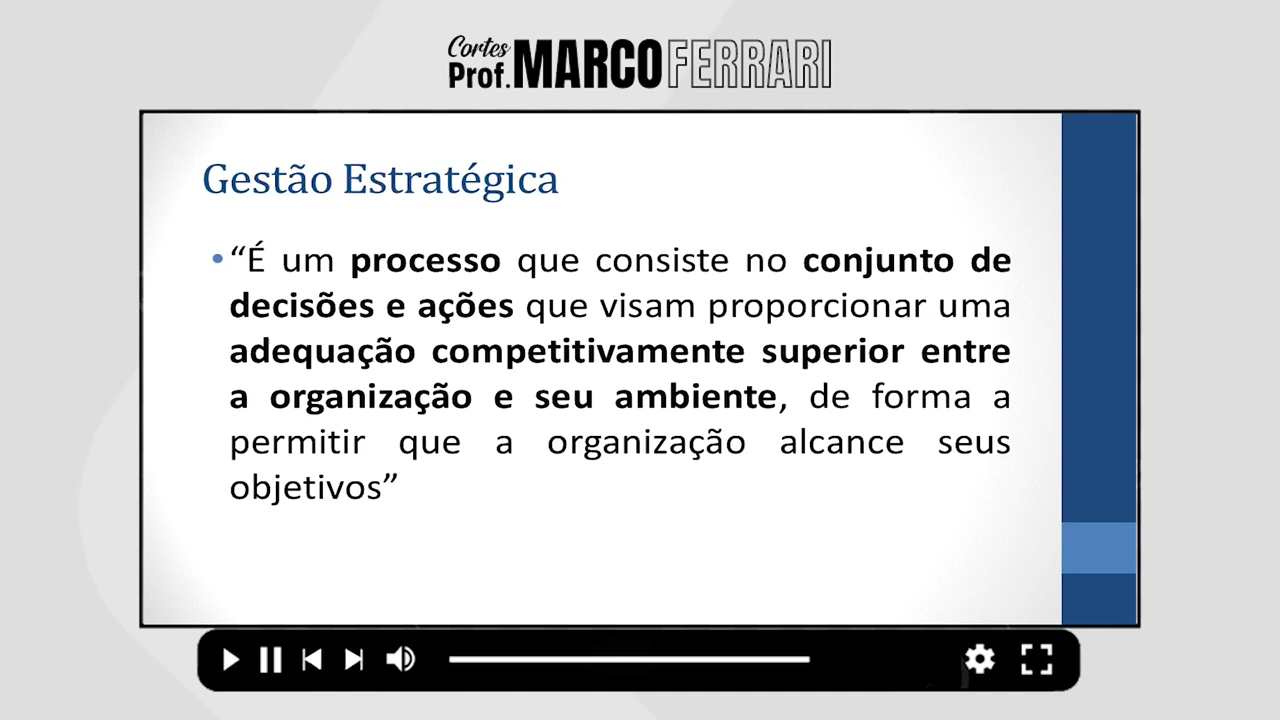 Cortes
Prof. MARCO FERRARI
Gestão Estratégica
• “É um processo que consiste no conjunto de
decisões e ações que visam proporcionar uma
adequação competitivamente superior entre
a organização e seu ambiente, de forma a
permitir que a organização alcance seus
objetivos”